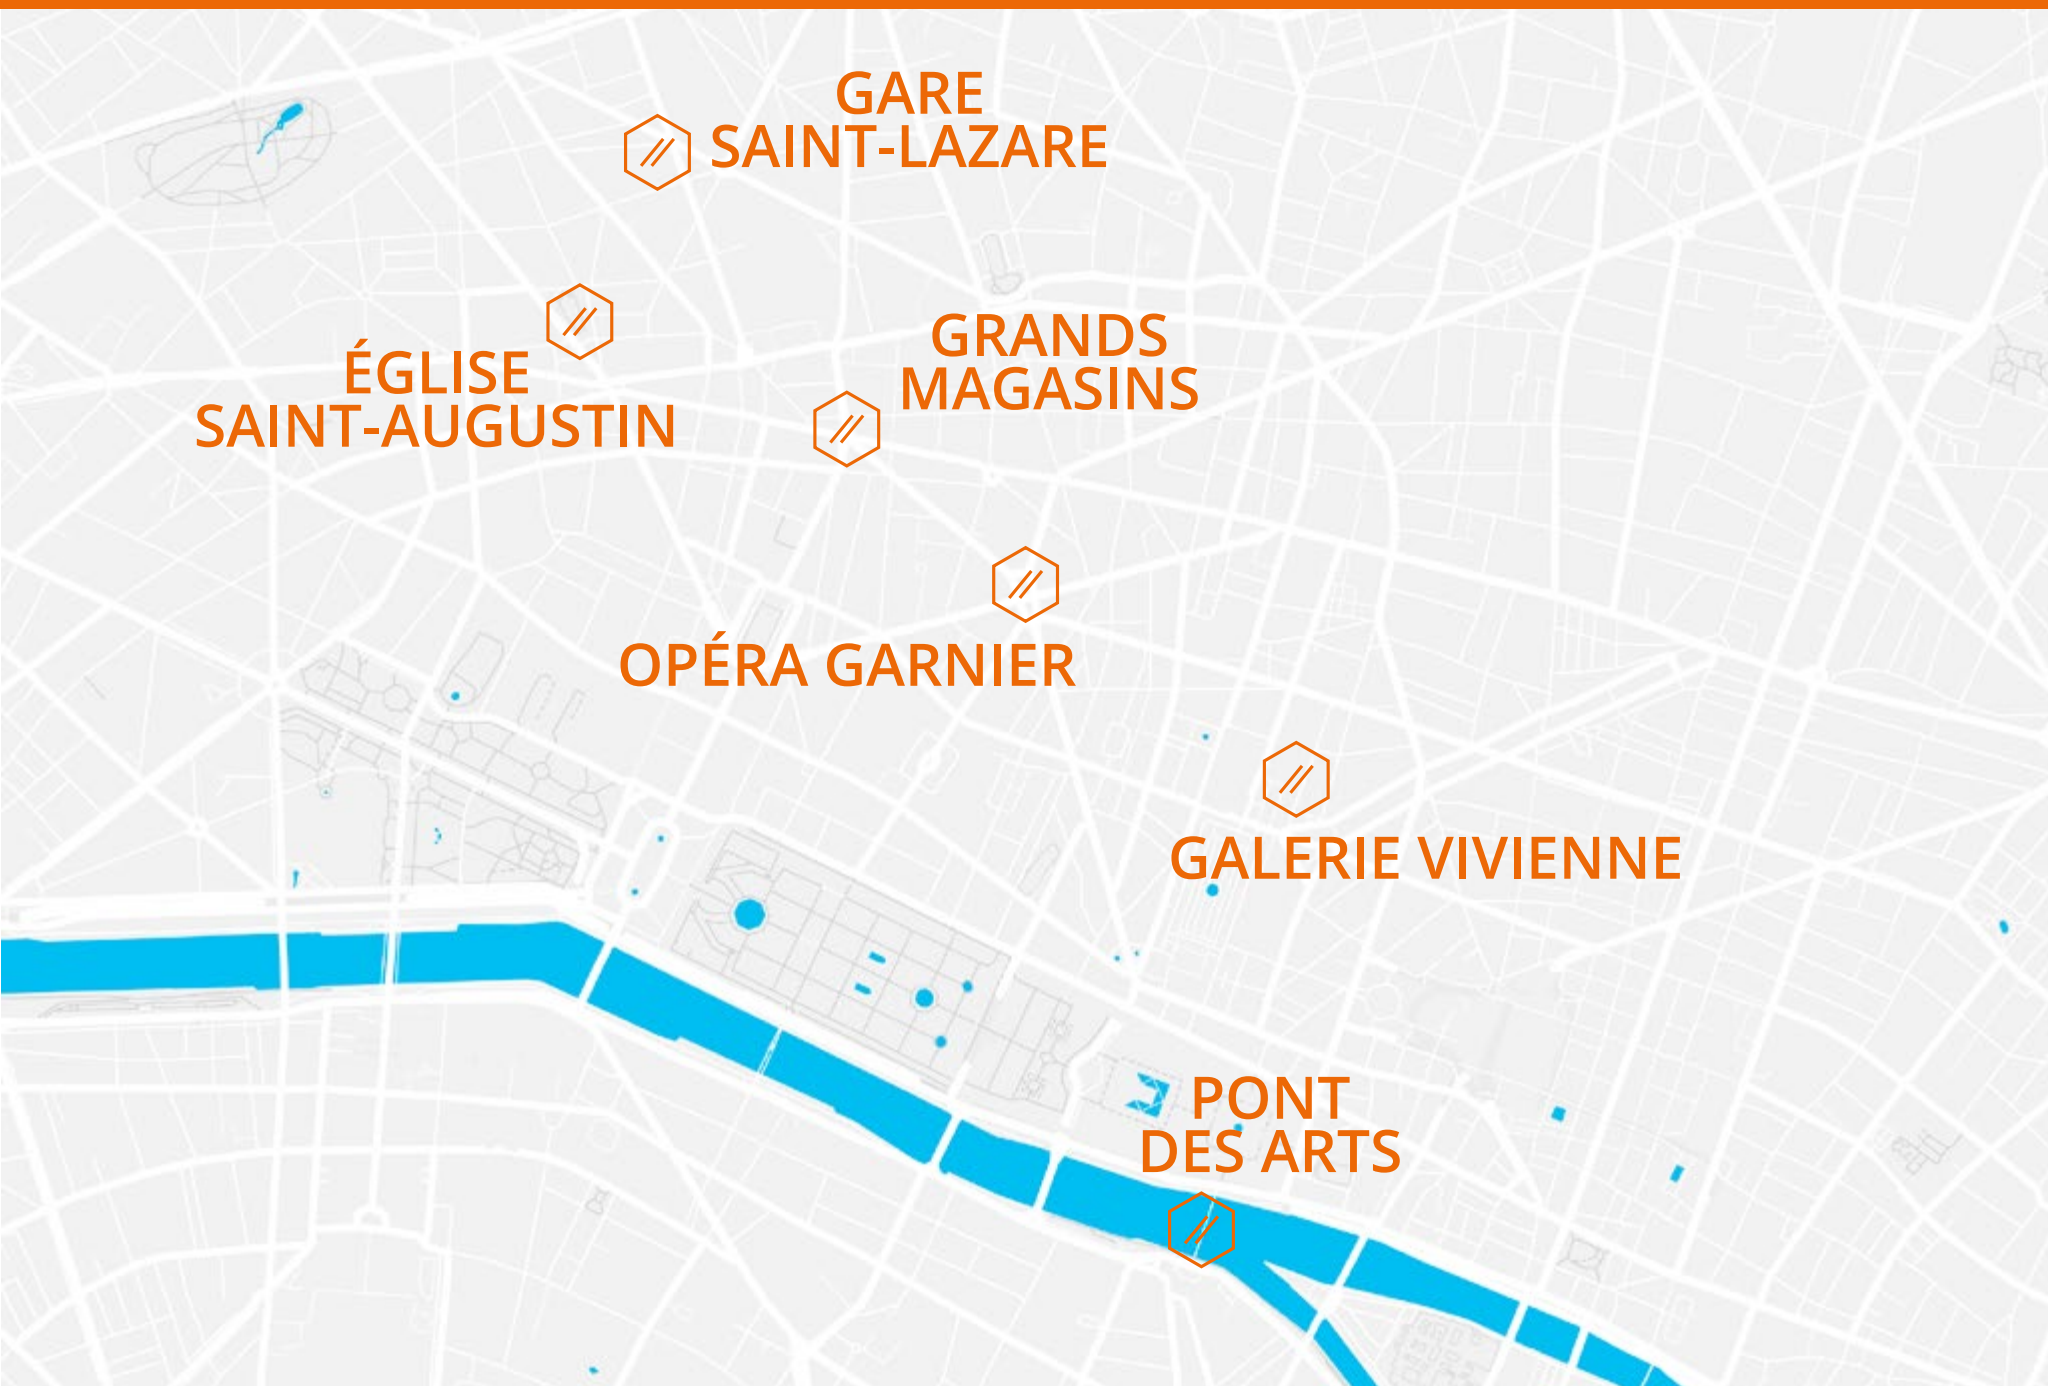 GARE
SAINT-LAZARE
GRANDS
MAGASINS
ÉGLISE
SAINT-AUGUSTIN
OPÉRA GARNIER
GALERIE VIVIENNE
PONT
DES ARTS